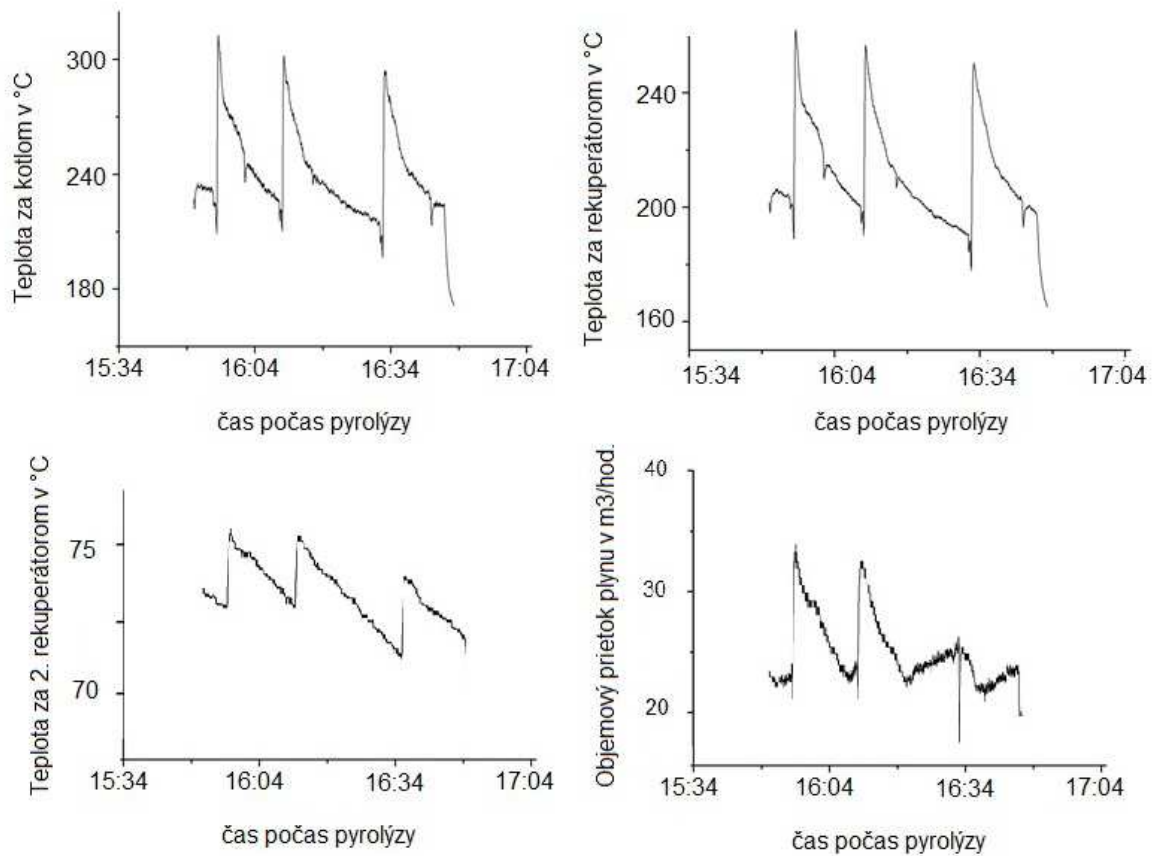 Teplota za kotlom v °C
300
240
180
15:34 16:04 16:34 17:04
čas počas pyrolýzy
Teplota za rekuperátorom v °C
240
200
160
15:34 16:04 16:34 17:04
čas počas pyrolýzy
Teplota za 2. rekuperátorom v °C
75
70
15:34 16:04 16:34 17:04
čas počas pyrolýzy
Objemový prietok plynu v m3/hod.
40
30
20
15:34 16:04 16:34 17:04
čas počas pyrolýzy